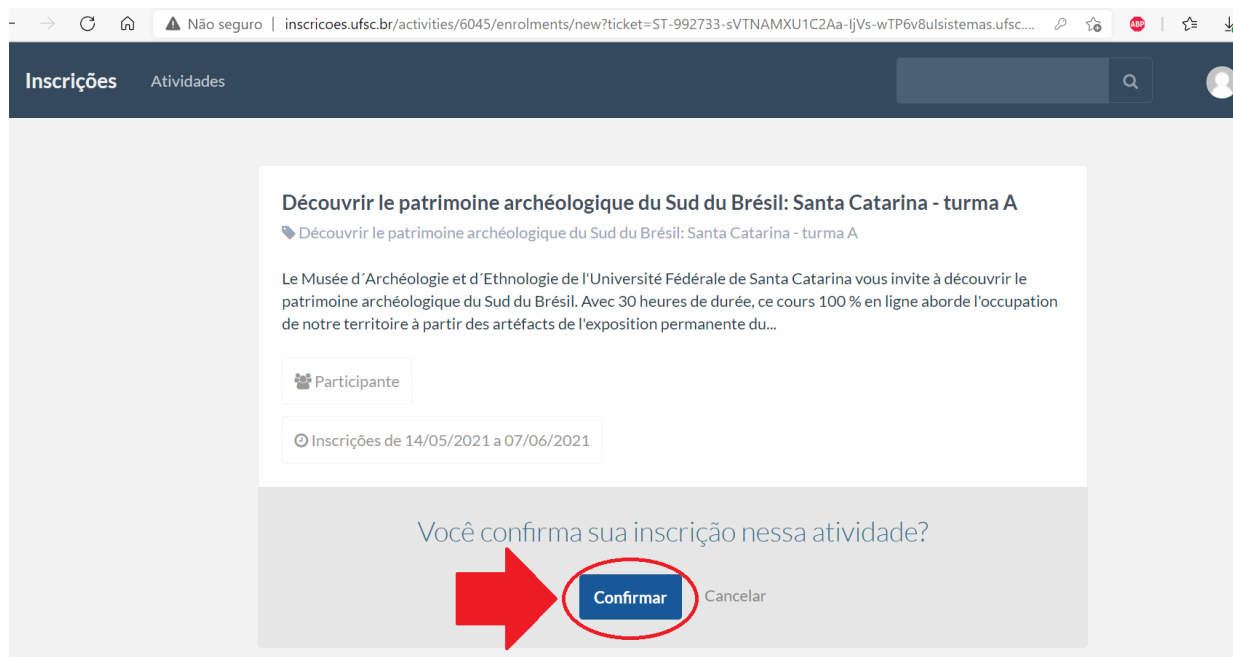 Não seguro | inscricoes.ufsc.br/activities/6045/enrolments/new?ticket=ST-992733-sVTNAMXU1C2Aa-IjVs-wTP6v8uIsistemas.ufsc....
ABP
Inscrições Atividades
Découvrir le patrimoine archéologique du Sud du Brésil: Santa Catarina - turma A
Découvrir le patrimoine archéologique du Sud du Brésil: Santa Catarina - turma A
Le Musée d´Archéologie et d´Ethnologie de l'Université Fédérale de Santa Catarina vous invite à découvrir le
patrimoine archéologique du Sud du Brésil. Avec 30 heures de durée, ce cours 100 % en ligne aborde l'occupation
de notre territoire à partir des artéfacts de l'exposition permanente du...
Participante
Inscrições de 14/05/2021 a 07/06/2021
Você confirma sua inscrição nessa atividade?
Confirmar Cancelar